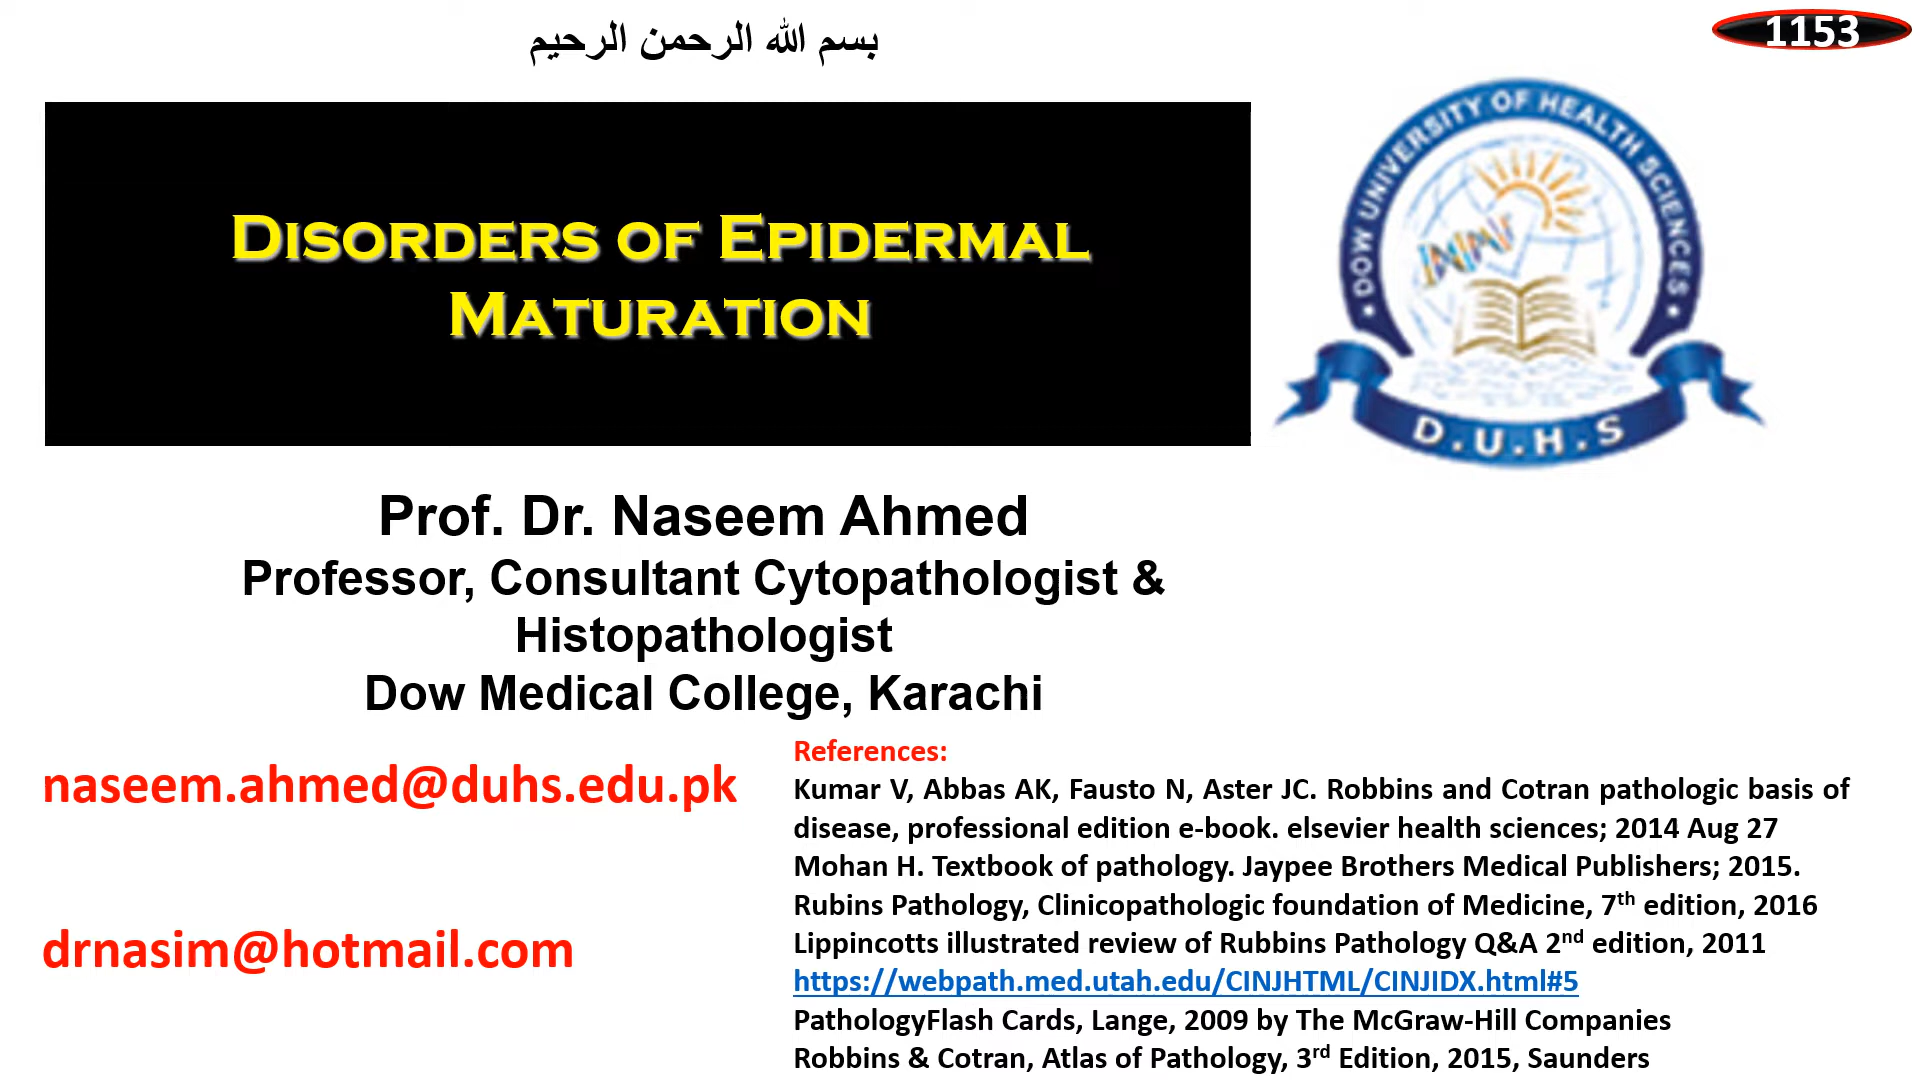 بسم الله الرحمن الرحيم
1153
DISORDERS OF EPIDERMAL
MATURATION
DOW UNIVERSITY OF HEALTH SCIENCES
D.U.H.S
Prof. Dr. Naseem Ahmed
Professor, Consultant Cytopathologist &
Histopathologist
Dow Medical College, Karachi
naseem.ahmed@duhs.edu.pk
drnasim@hotmail.com
References:
Kumar V, Abbas AK, Fausto N, Aster JC. Robbins and Cotran pathologic basis of
disease, professional edition e-book. elsevier health sciences; 2014 Aug 27
Mohan H. Textbook of pathology. Jaypee Brothers Medical Publishers; 2015.
Rubins Pathology, Clinicopathologic foundation of Medicine, 7th edition, 2016
Lippincotts illustrated review of Rubbins Pathology Q&A 2nd edition, 2011
https://webpath.med.utah.edu/CINJHTML/CINJIDX.html#5
PathologyFlash Cards, Lange, 2009 by The McGraw-Hill Companies
Robbins & Cotran, Atlas of Pathology, 3rd Edition, 2015, Saunders